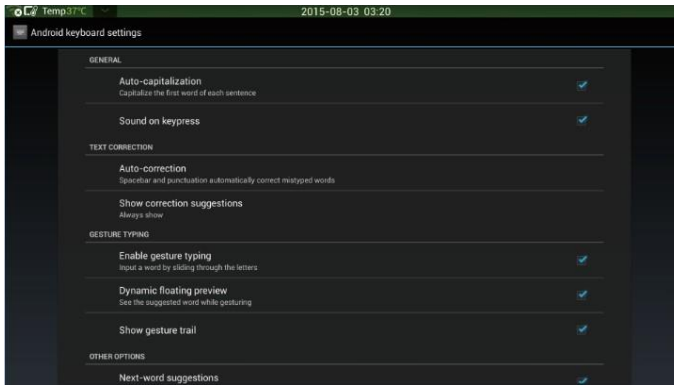 Temp37°C
2015-08-03 03:20
Android keyboard settings
GENERAL
Auto-capitalization
Capitalize the first word of each sentence
Sound on keypress
TEXT CORRECTION
Auto-correction
Spacebar and punctuation automatically correct mistyped words
Show correction suggestions
Always show
GESTURE TYPING
Enable gesture typing
Input a word by sliding through the letters
Dynamic floating preview
See the suggested word while gesturing
Show gesture trail
OTHER OPTIONS
Next-word suggestions